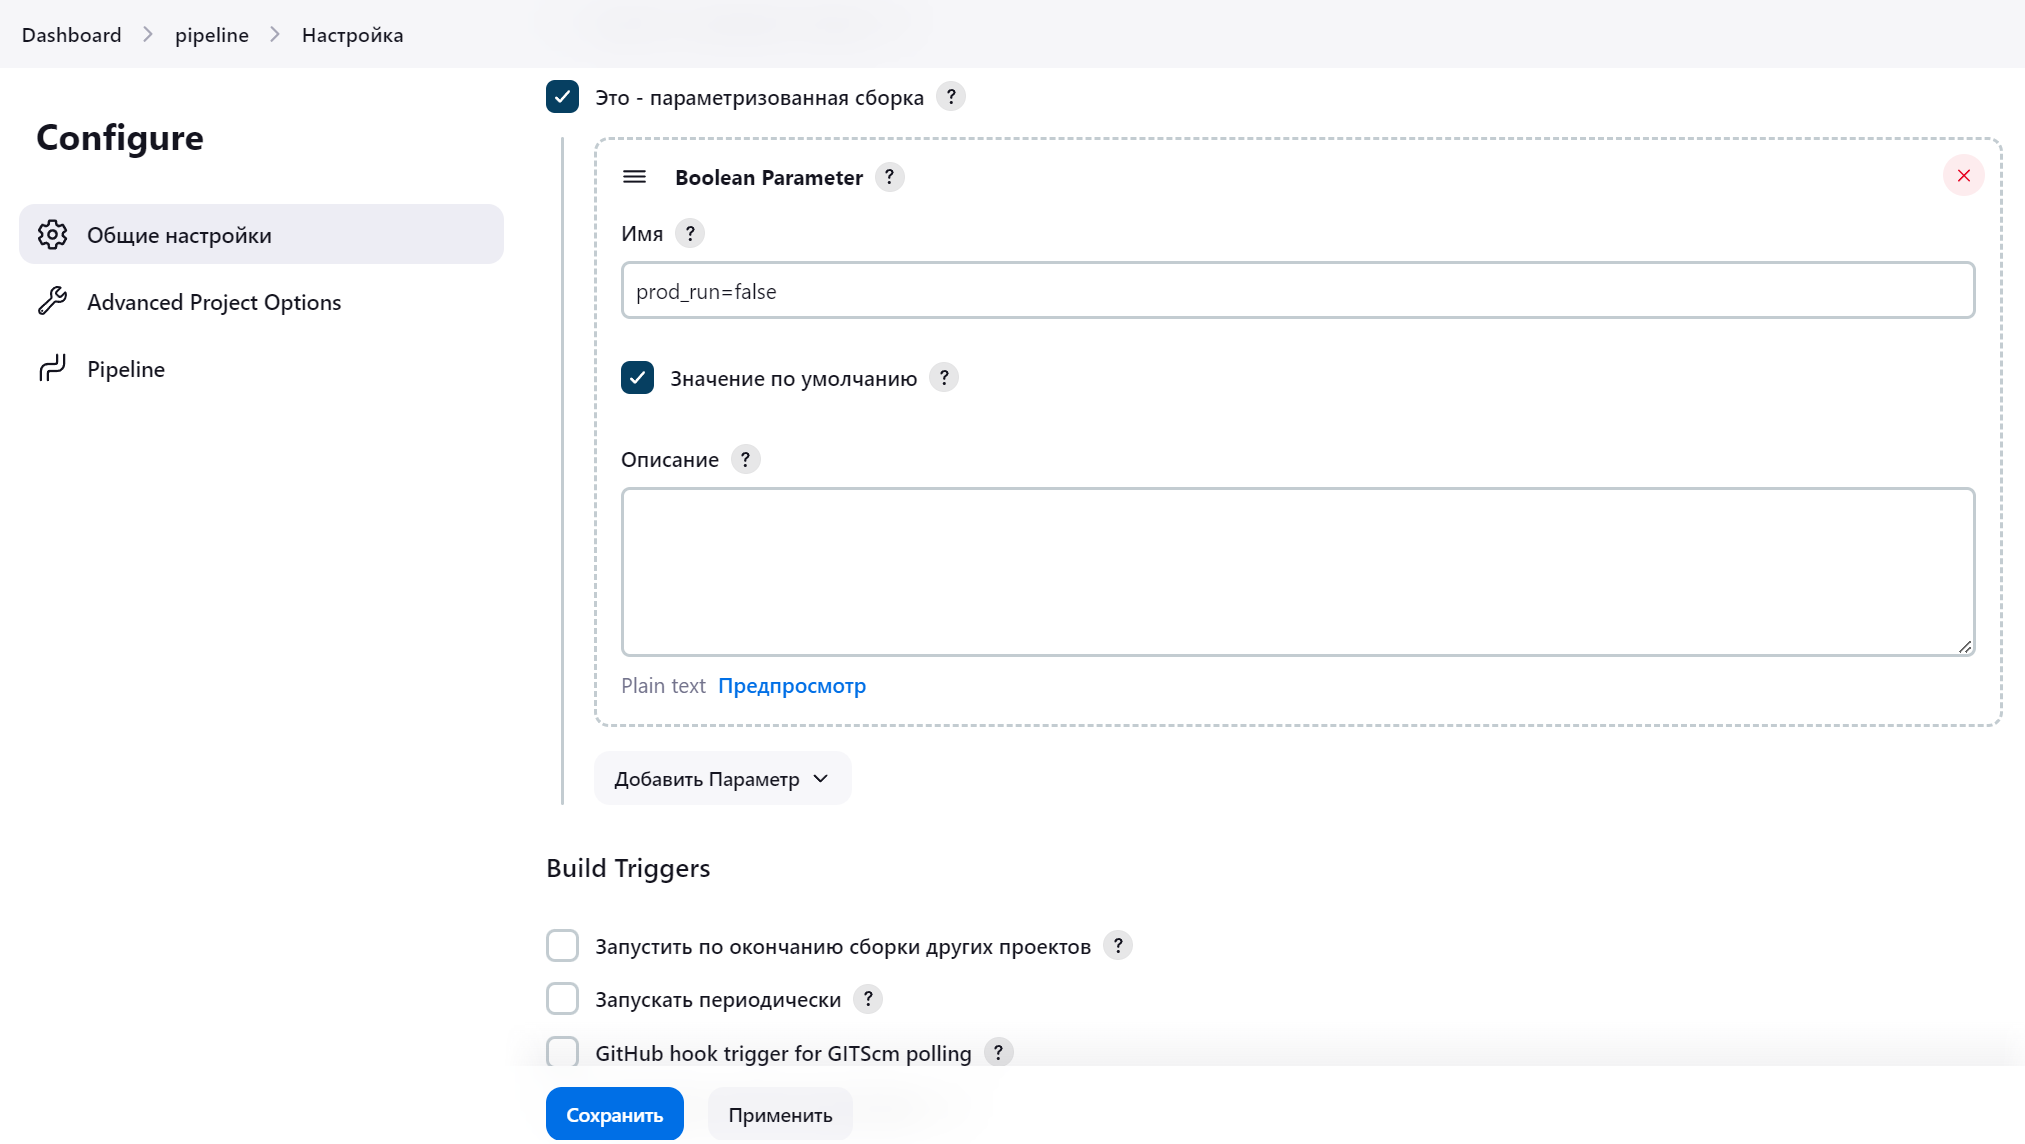 Dashboard > pipeline > Настройка
Configure
Общие настройки
Advanced Project Options
Pipeline
Это - параметризованная сборка ?
Boolean Parameter ?
Имя ?
prod_run=false
Значение по умолчанию ?
Описание ?
Plain text Предпросмотр
Добавить Параметр
Build Triggers
Запустить по окончанию сборки других проектов ?
Запускать периодически ?
GitHub hook trigger for GITScm polling ?
Сохранить Применить